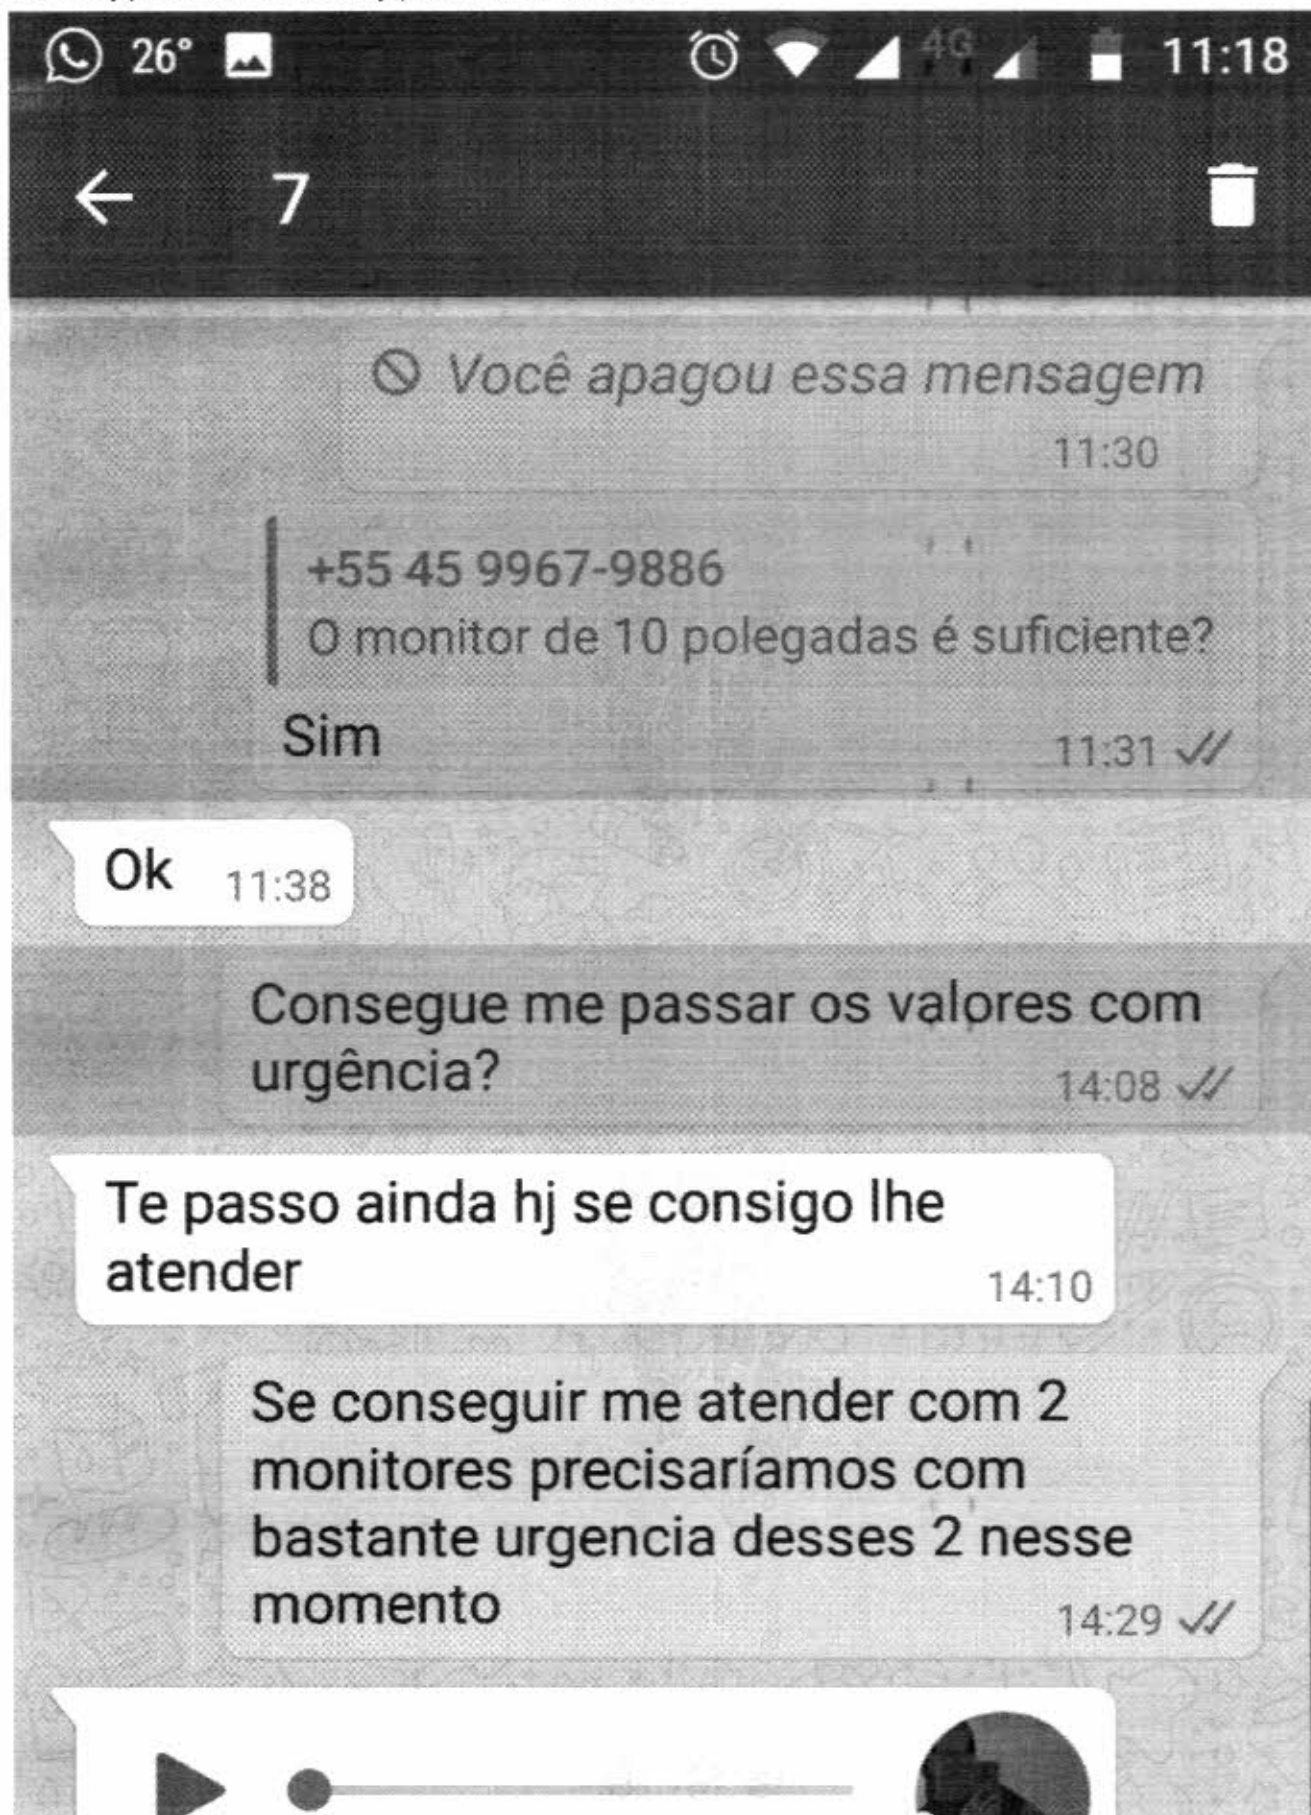 26° 4G 11:18
7
Você apagou essa mensagem
11:30
+55 45 9967-9886
O monitor de 10 polegadas é suficiente?
Sim
11:31
Ok 11:38
Consegue me passar os valores com
urgência?
14:08
Te passo ainda hj se consigo lhe
atender
14:10
Se conseguir me atender com 2
monitores precisaríamos com
bastante urgencia desses 2 nesse
momento
14:29